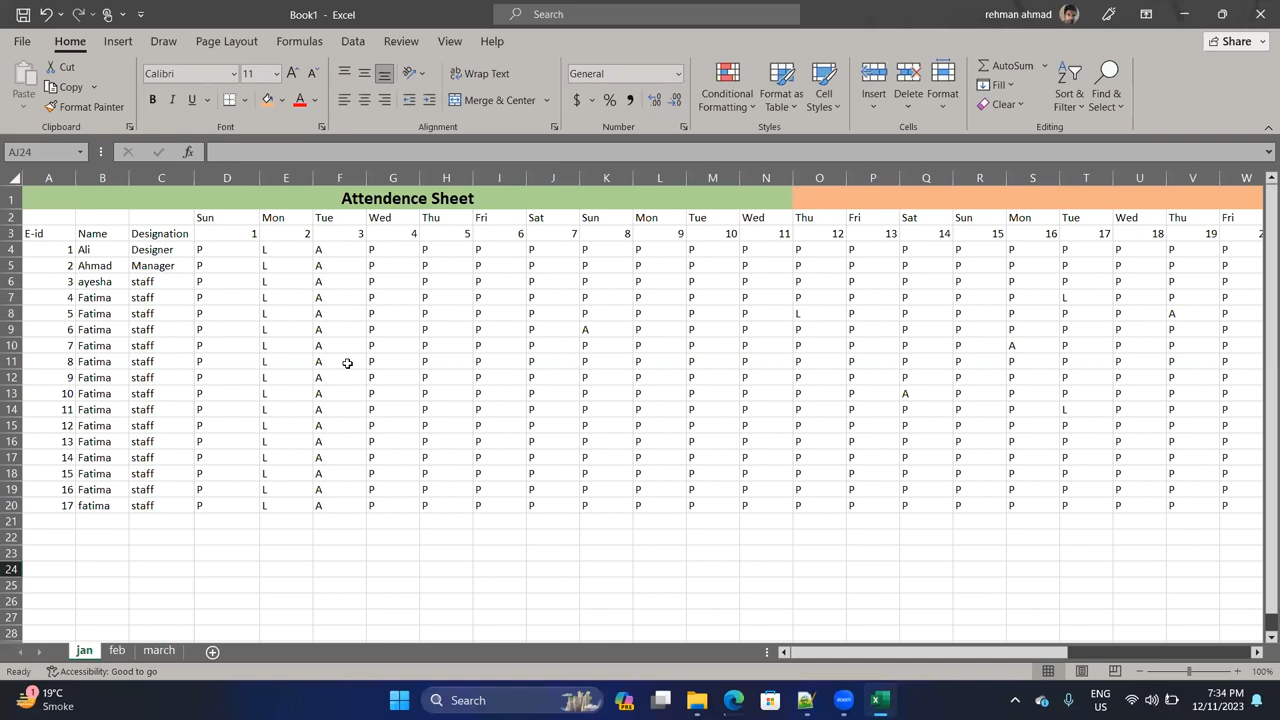 Book1 - Excel
Search
rehman ahmad
File Home Insert Draw Page Layout Formulas Data Review View Help
Share
Paste
Cut
Copy
Format Painter
Clipboard
Calibri 11
B I U
Font
Wrap Text
Merge & Center
Alignment
General
$ % ,
Number
Conditional Formatting
Format as Table
Cell Styles
Styles
Insert Delete Format
Cells
AutoSum
Fill
Clear
Sort & Filter
Find & Select
Editing
AJ24 fx
A B C D E F G H I J K L M N O P Q R S T U V W
1 Attendence Sheet
2 Sun Mon Tue Wed Thu Fri Sat Sun Mon Tue Wed Thu Fri Sat Sun Mon Tue Wed Thu Fri
3 E-id Name Designation 1 2 3 4 5 6 7 8 9 10 11 12 13 14 15 16 17 18 19 2
4 1 Ali Designer P L A P P P P P P P P P P P P P P P P P
5 2 Ahmad Manager P L A P P P P P P P P P P P P P P P P P
6 3 ayesha staff P L A P P P P P P P P P P P P P P P P P
7 4 Fatima staff P L A P P P P P P P P P P P P P L P P P
8 5 Fatima staff P L A P P P P P P P P L P P P P P P A P
9 6 Fatima staff P L A P P P P A P P P P P P P P P P P P
10 7 Fatima staff P L A P P P P P P P P P P P P A P P P P
11 8 Fatima staff P L A P P P P P P P P P P P P P P P P P
12 9 Fatima staff P L A P P P P P P P P P P P P P P P P P
13 10 Fatima staff P L A P P P P P P P P P P A P P P P P P
14 11 Fatima staff P L A P P P P P P P P P P P P P L P P P
15 12 Fatima staff P L A P P P P P P P P P P P P P P P P P
16 13 Fatima staff P L A P P P P P P P P P P P P P P P P P
17 14 Fatima staff P L A P P P P P P P P P P P P P P P P P
18 15 Fatima staff P L A P P P P P P P P P P P P P P P P P
19 16 Fatima staff P L A P P P P P P P P P P P P P P P P P
20 17 fatima staff P L A P P P P P P P P P P P P P P P P P
21
22
23
24
25
26
27
28
jan feb march
Ready Accessibility: Good to go 100%
19°C
Smoke
1
Search
PRE
ENG
US
7:34 PM
12/11/2023